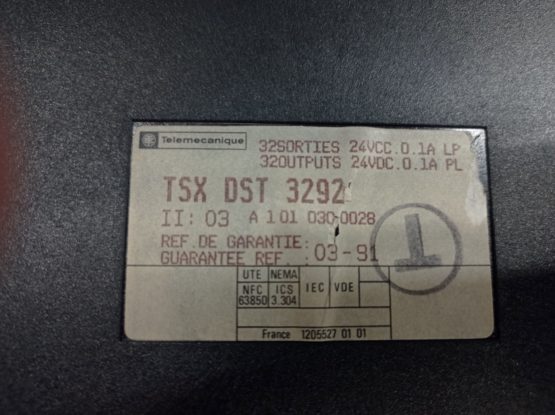 Telemecanique
32SORTIES 24VCC.0.1A LP
32OUTPUTS 24VDC.0.1A PL
TSX DST 3292
II: 03 A 1 01 030-0028
REF.DE GARANTIE:
GUARANTEE REF.:03-91
T
UTE NEMA IEC VDE
NFC ICS
63850 3.304
France 1205527 01 01